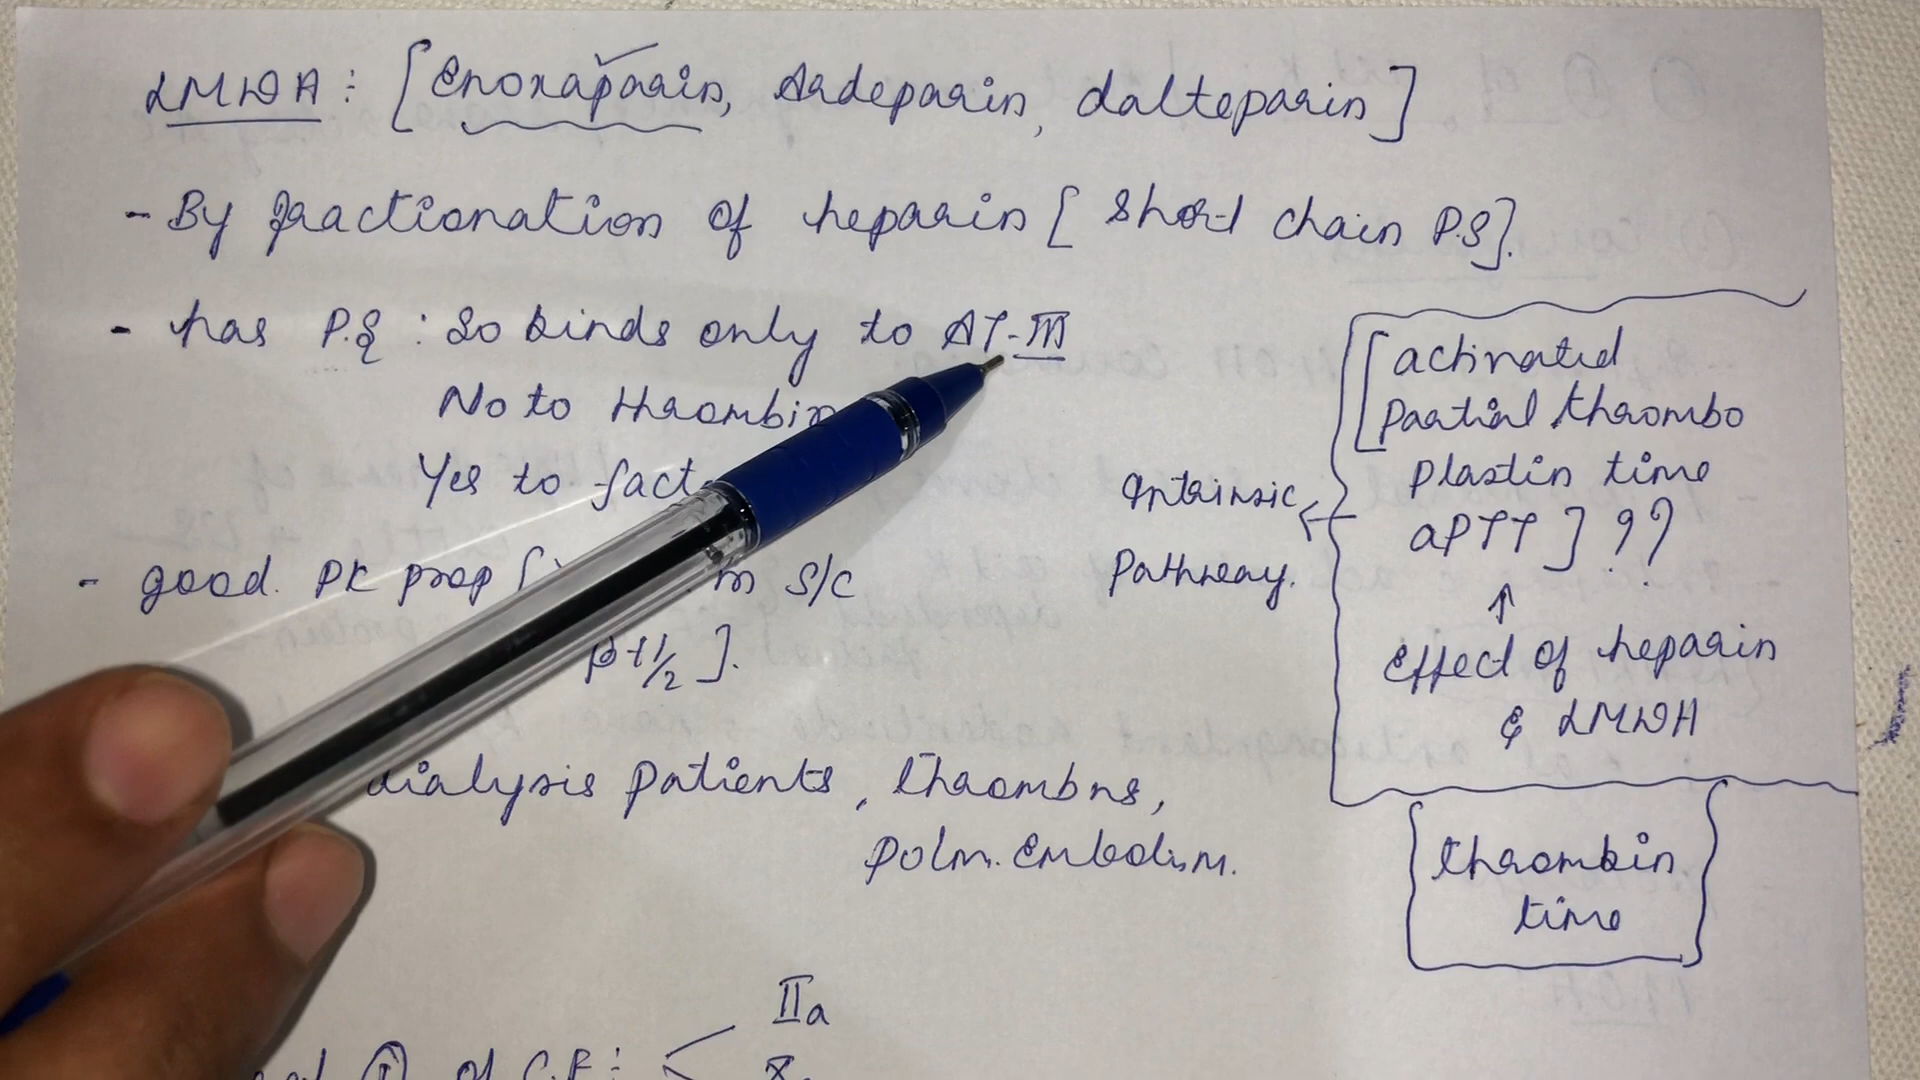 LMWH : [Enoxaparin, Ardeparin, dalteparin]
- By fractionation of heparin [short chain P.S].
- has P.S : So binds only to AT-III
No to thrombin
Yes to fact
- good. PK prop [ m s/c
t1/2 ].
dialysis patients, thrombus,
Pulm. Embolism.
[activated
Partial thrombo
Plastin time
aPTT ] ??
↑
Effect of heparin
& LMWH
Intrinsic ←
Pathway.
[thrombin
time]
IIa
of C.F :